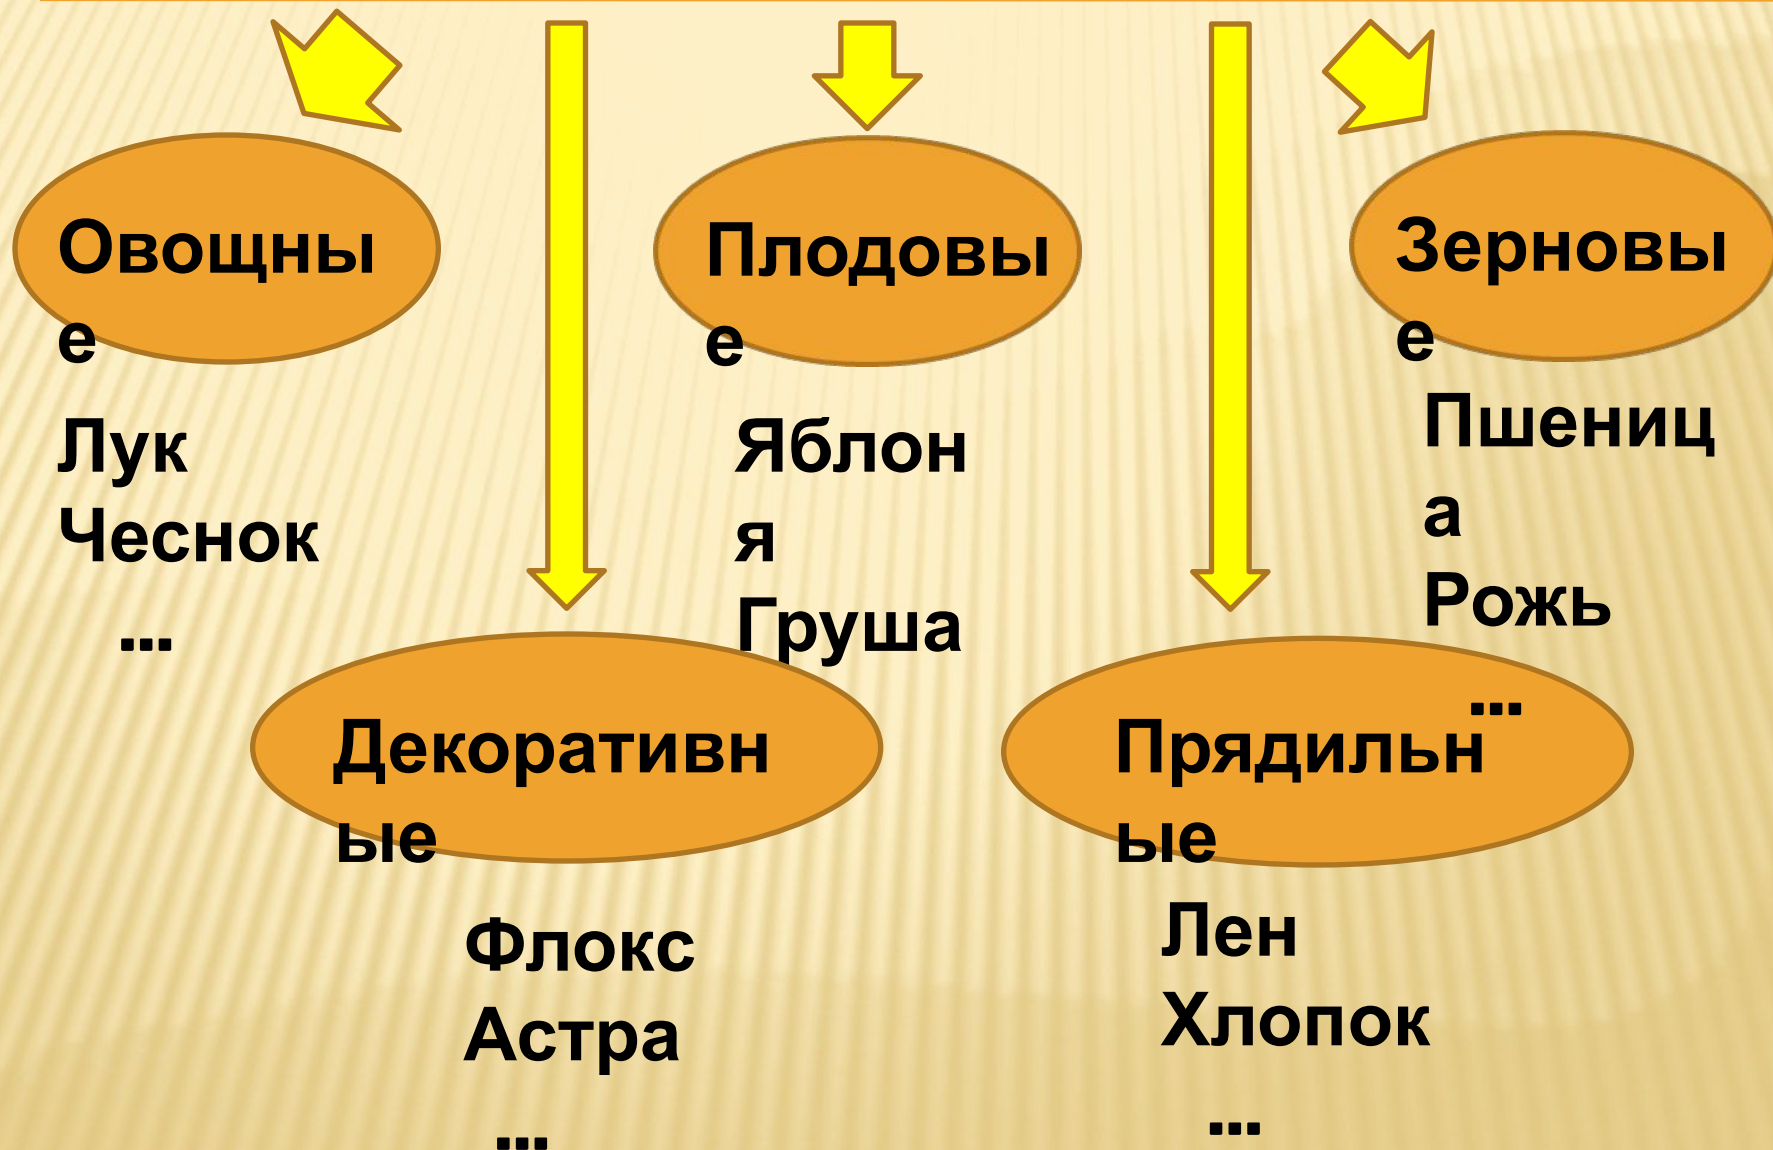 Овощны
е
Лук
Чеснок
...
Плодовы
е
Яблон
я
Груша
Зерновы
е
Пшениц
а
Рожь
...
Декоративн
ые
Флокс
Астра
...
Прядильн
ые
Лен
Хлопок
...